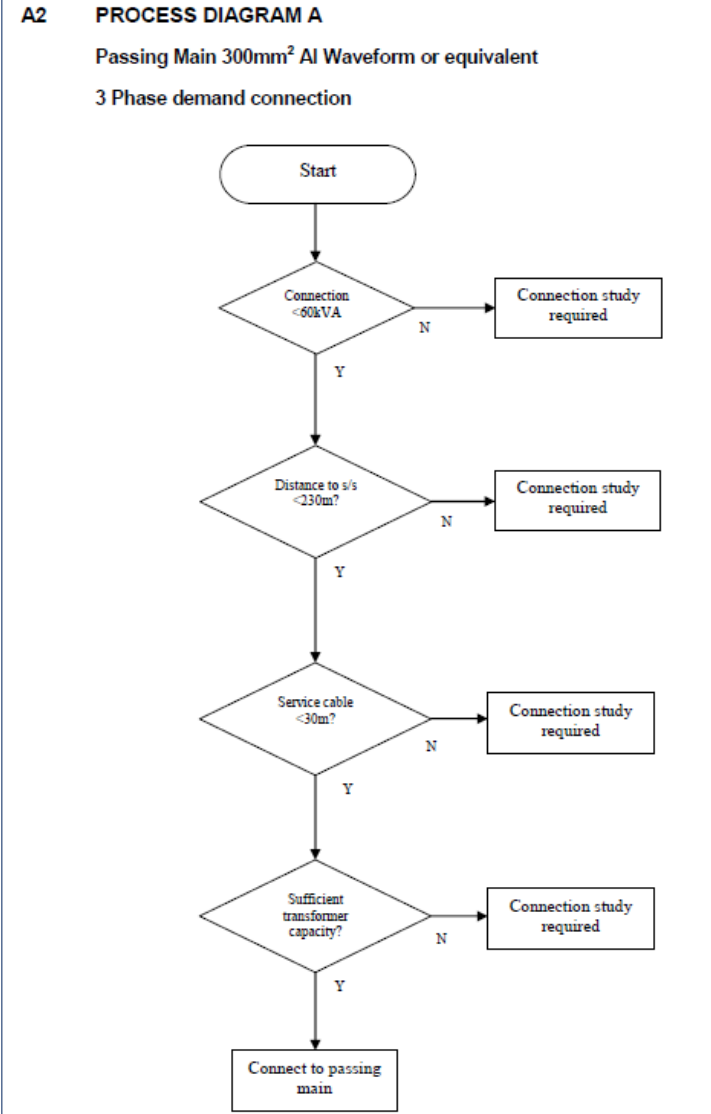 A2 PROCESS DIAGRAM A
Passing Main 300mm² Al Waveform or equivalent
3 Phase demand connection
Start
Connection
<60kVA
Connection study
required
N
Y
Distance to s/s
<230m?
Connection study
required
N
Y
Service cable
<30m?
Connection study
required
N
Y
Sufficient
transformer
capacity?
Connection study
required
N
Y
Connect to passing
main